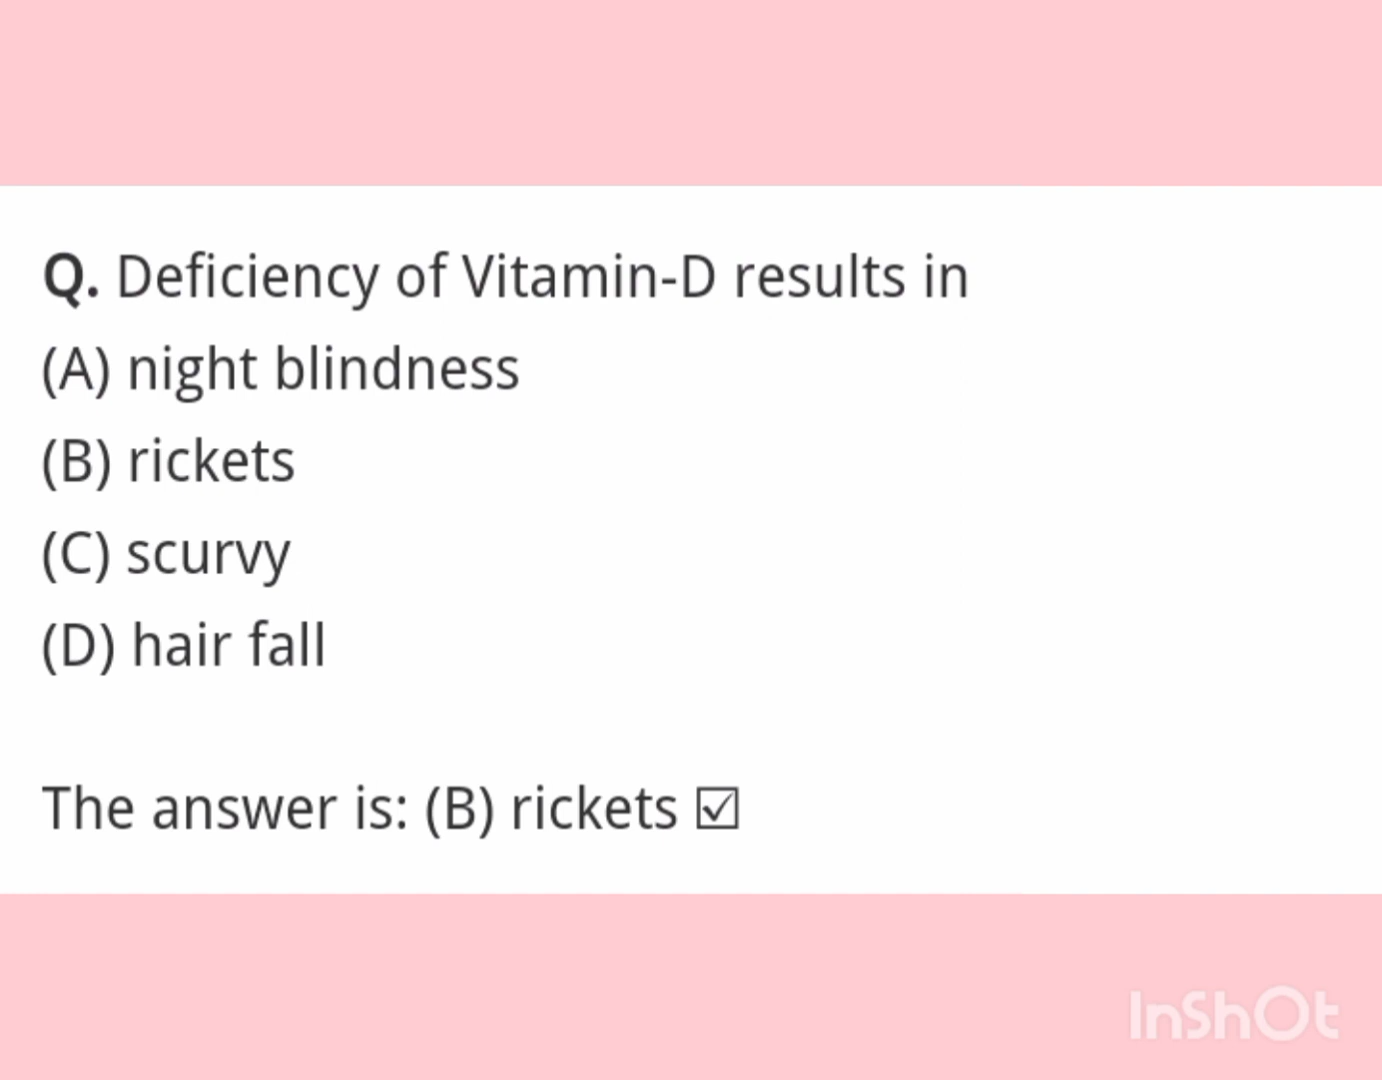 Q. Deficiency of Vitamin-D results in
(A) night blindness
(B) rickets
(C) scurvy
(D) hair fall
The answer is: (B) rickets ☑
InShOt